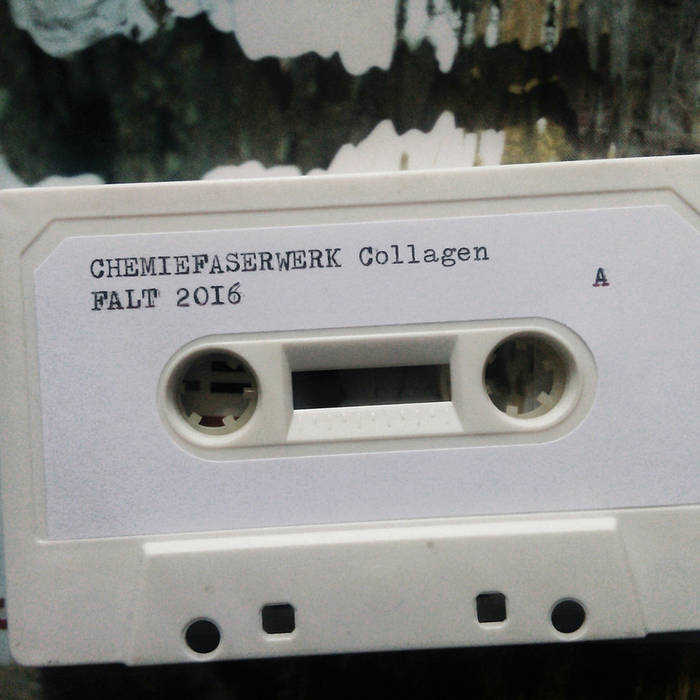 CHEMIEFASERWERK Collagen
FALT 2016
A